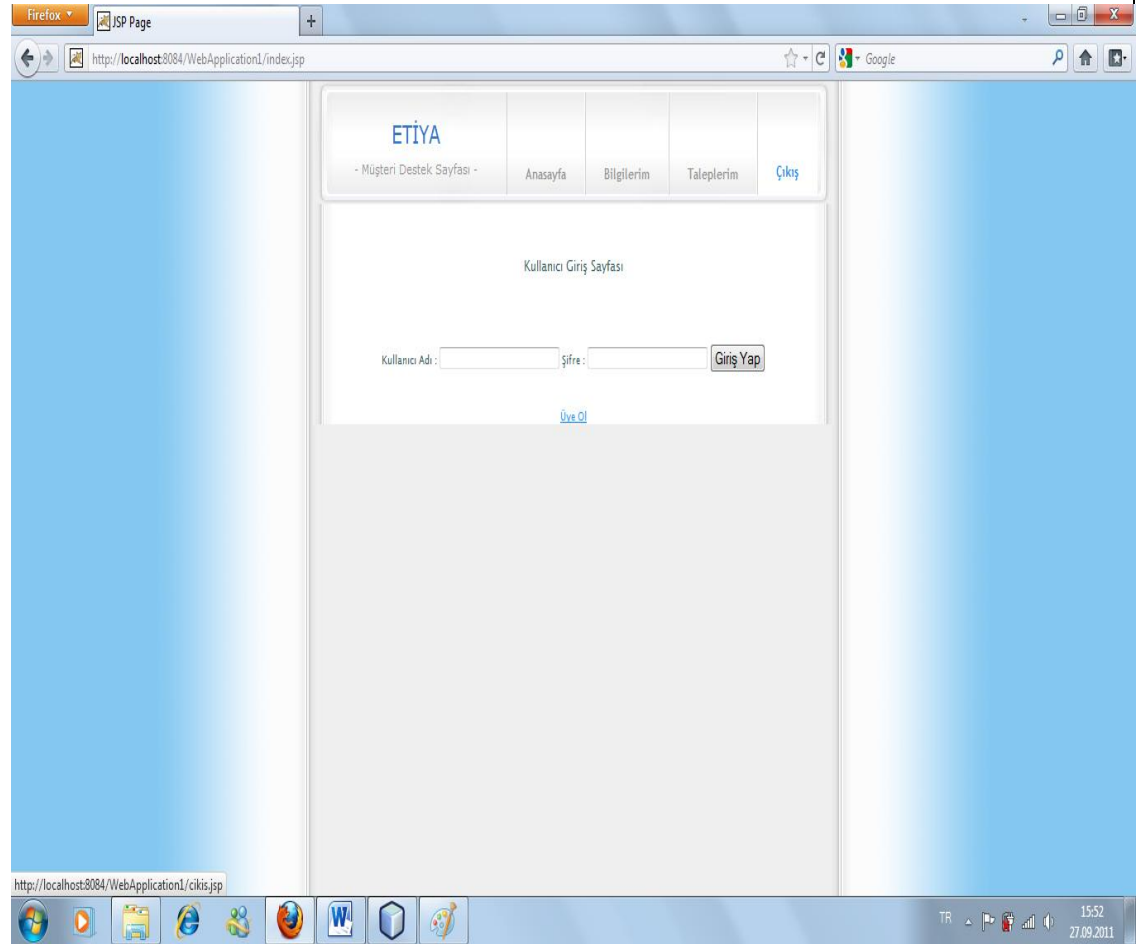 Firefox
JSP Page
http://localhost:8084/WebApplication1/index.jsp
Google
ETİYA
- Müşteri Destek Sayfası -
Anasayfa Bilgilerim Taleplerim Çıkış
Kullanıcı Giriş Sayfası
Kullanıcı Adı : Şifre : Giriş Yap
Üye Ol
http://localhost:8084/WebApplication1/cikis.jsp
TR 15:52
27.09.2011